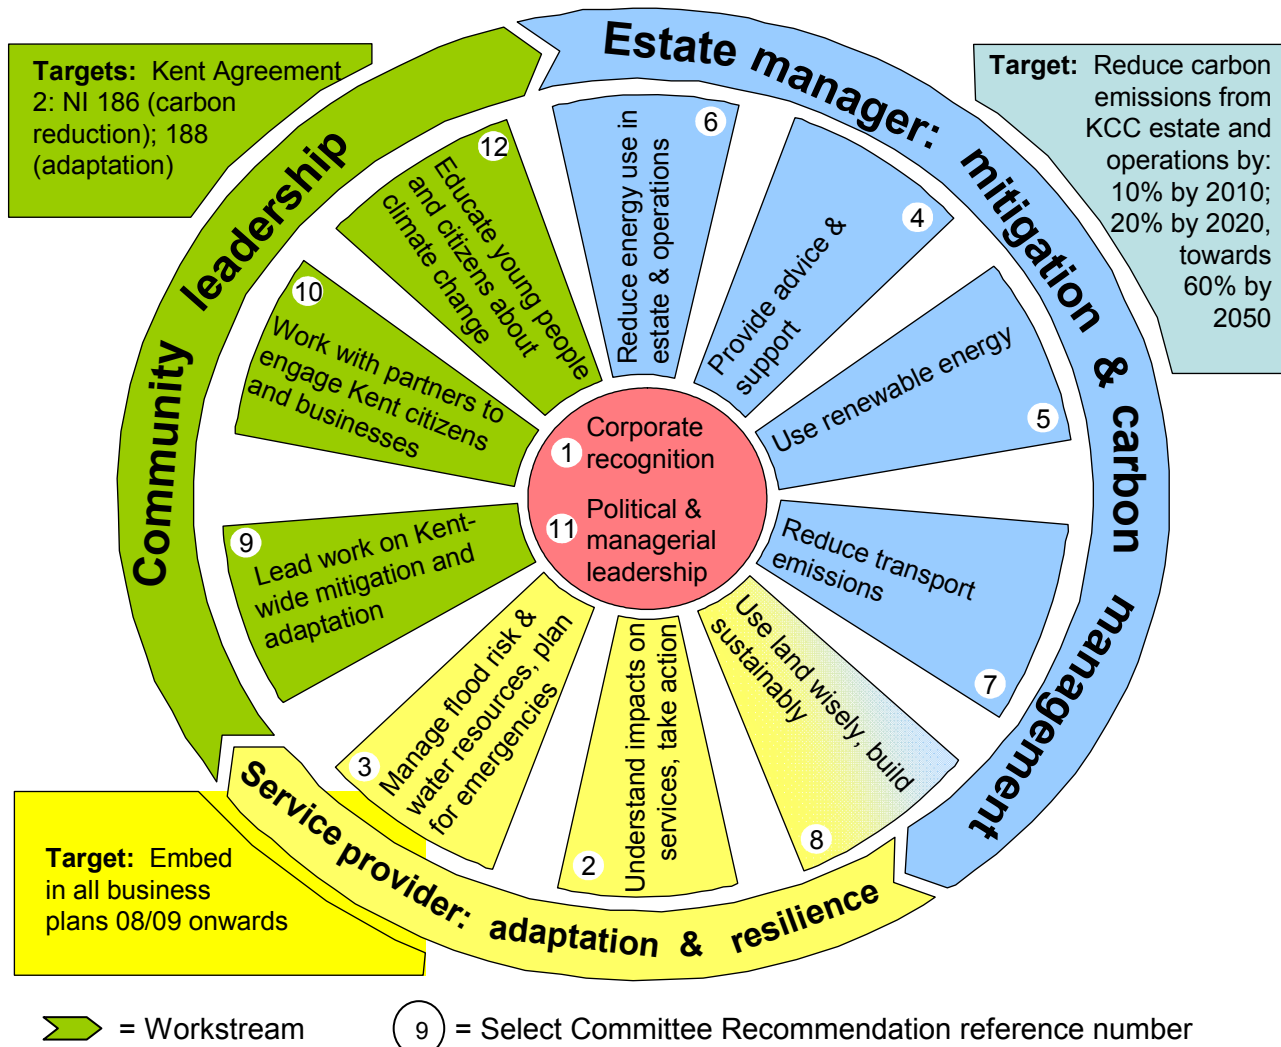 Targets: Kent Agreement
2: NI 186 (carbon
reduction); 188
(adaptation)
Estate manager: mitigation & carbon management
Target: Reduce carbon
emissions from
KCC estate and
operations by:
10% by 2010;
20% by 2020,
towards
60% by
2050
Community leadership
12
Educate young people
and citizens about
climate change
6
Reduce energy use in
estate & operations
4
Provide advice &
support
10
Work with partners to
engage Kent citizens
and businesses
Use renewable energy
5
1
Corporate
recognition
11
Political &
managerial
leadership
9
Lead work on Kent-
wide mitigation and
adaptation
Reduce transport
emissions
7
3
Manage flood risk &
water resources, plan
for emergencies
2
Understand impacts on
services, take action
Use land wisely, build
sustainably
8
Service provider: adaptation & resilience
Target: Embed
in all business
plans 08/09 onwards
= Workstream
9 = Select Committee Recommendation reference number